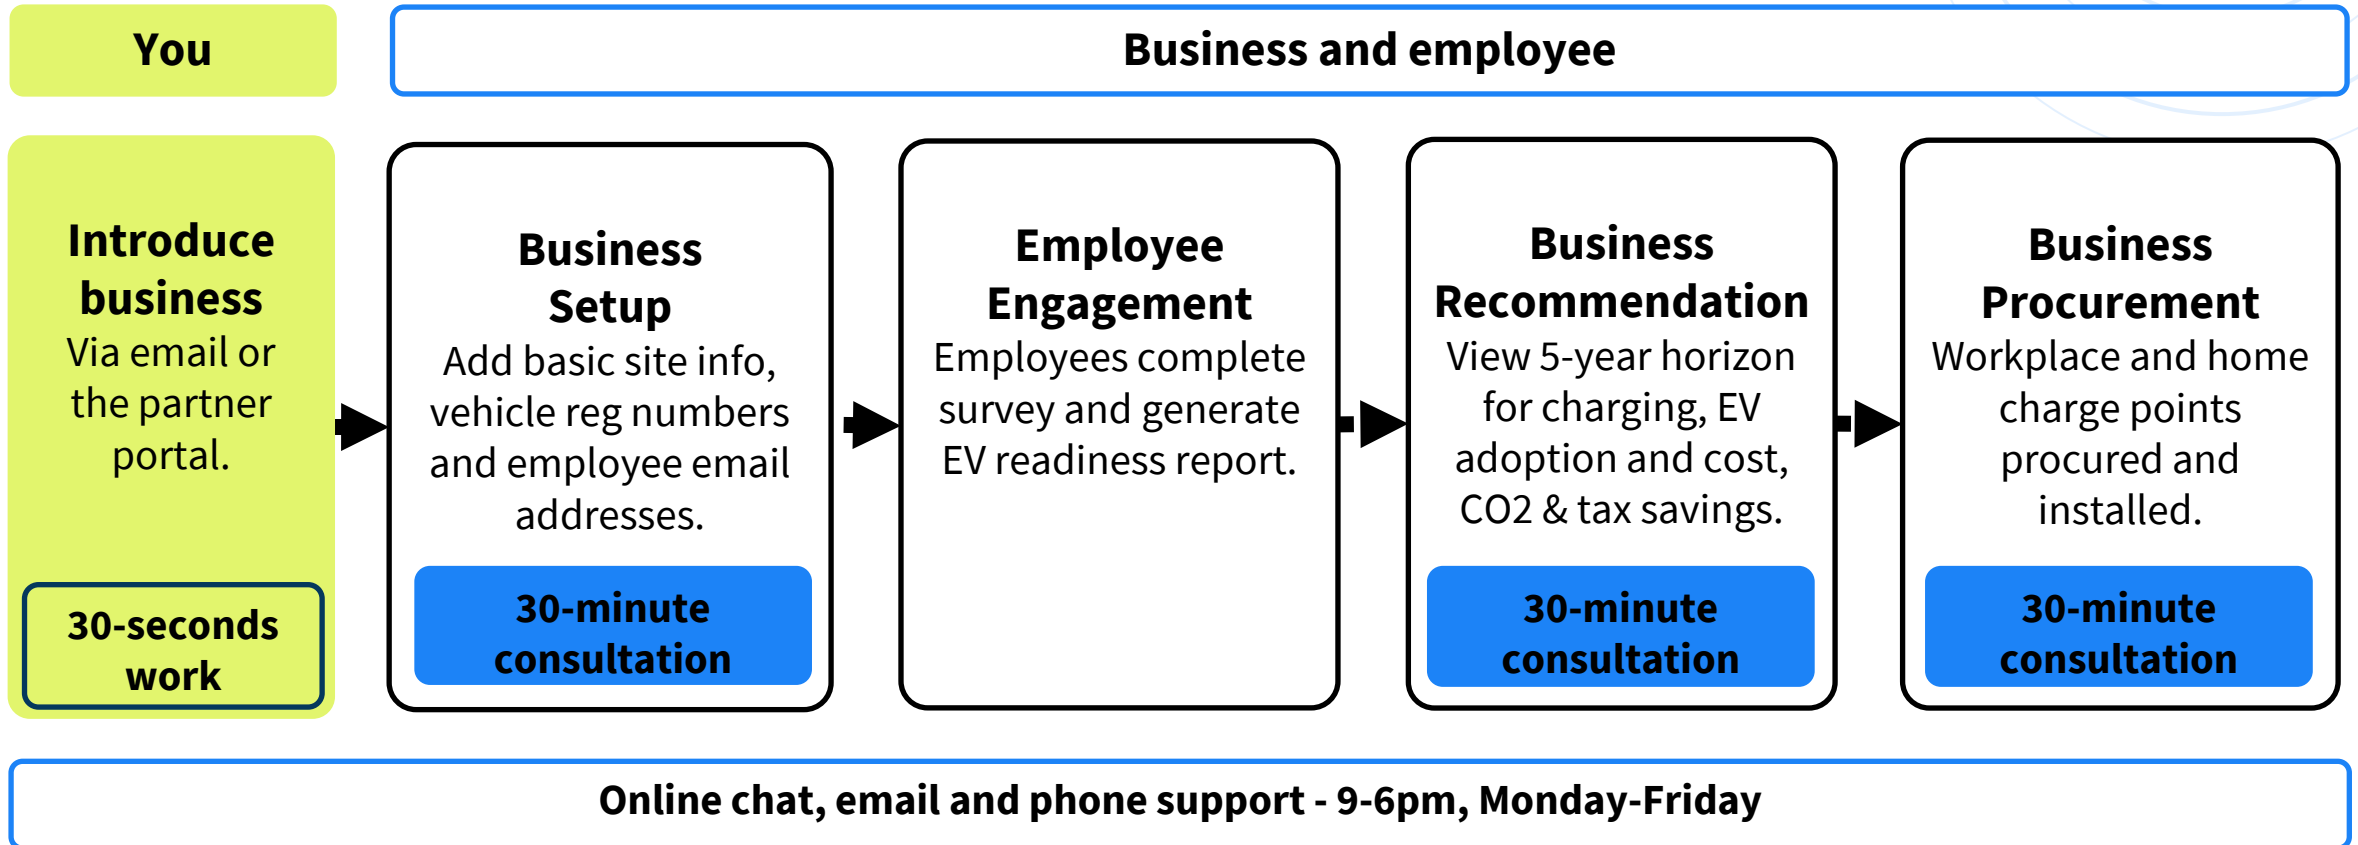 You
Business and employee
Introduce
business
Via email or
the partner
portal.
30-seconds
work
Business
Setup
Add basic site info,
vehicle reg numbers
and employee email
addresses.
30-minute
consultation
Employee
Engagement
Employees complete
survey and generate
EV readiness report.
Business
Recommendation
View 5-year horizon
for charging, EV
adoption and cost,
CO2 & tax savings.
30-minute
consultation
Business
Procurement
Workplace and home
charge points
procured and
installed.
30-minute
consultation
Online chat, email and phone support - 9-6pm, Monday-Friday